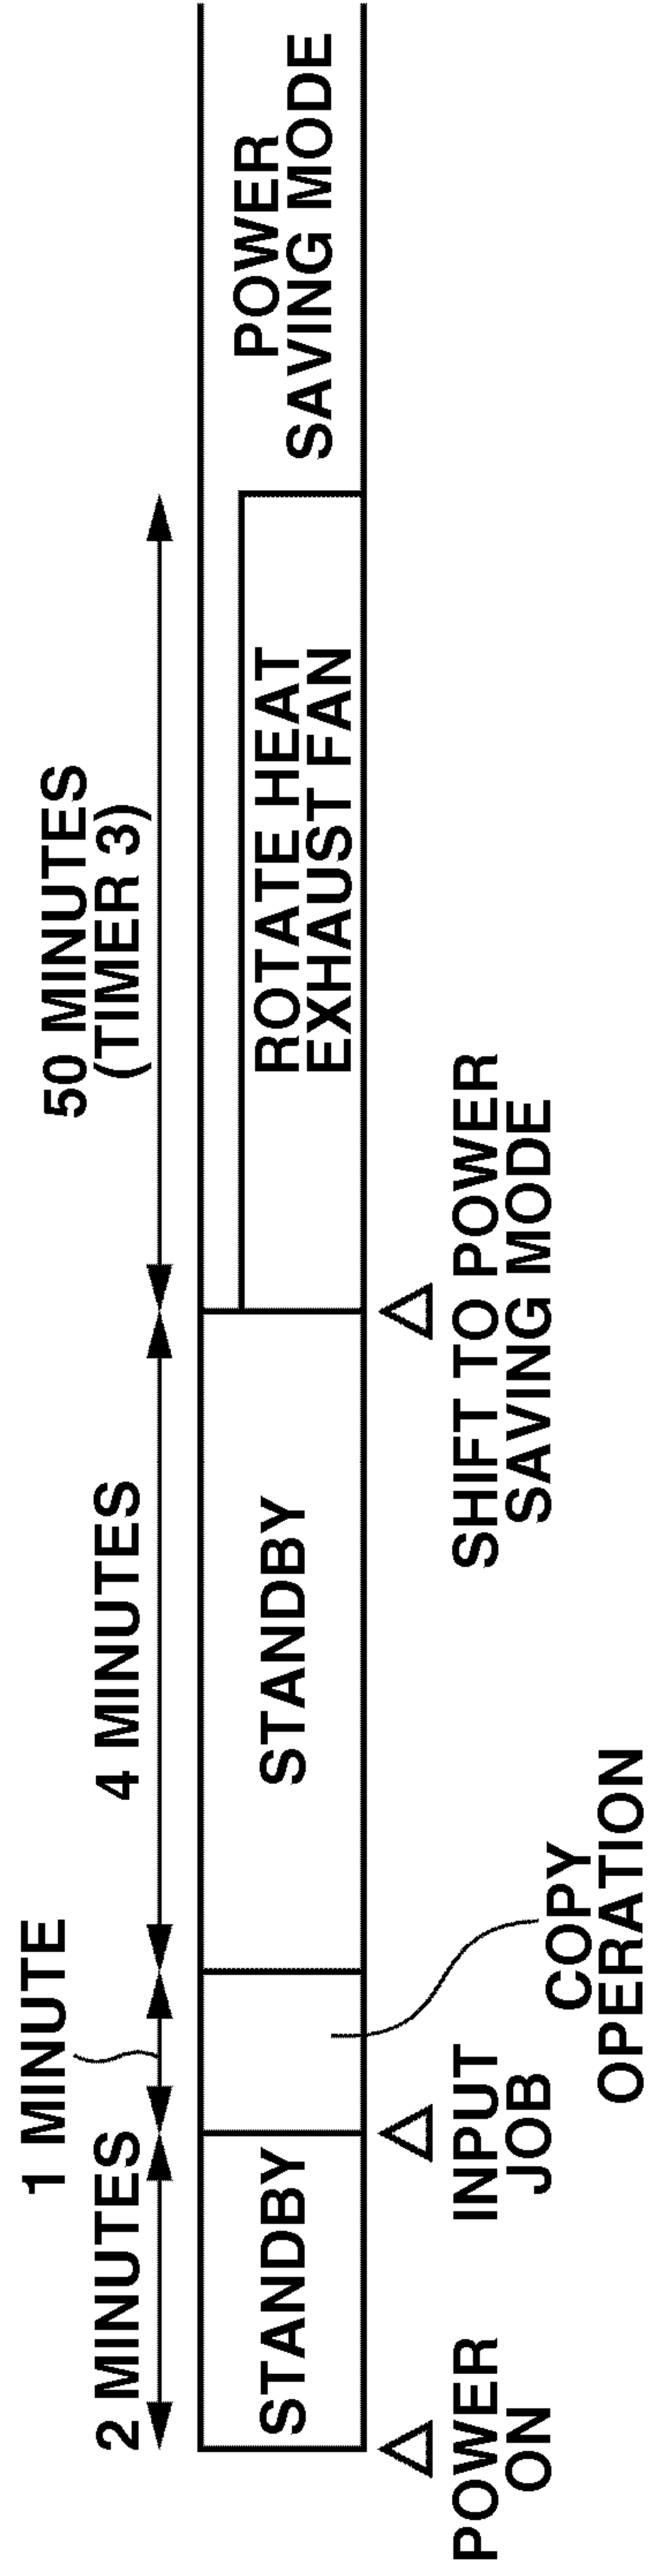 2 MINUTES
1 MINUTE
4 MINUTES
50 MINUTES
(TIMER 3)
STANDBY
STANDBY
ROTATE HEAT
EXHAUST FAN
POWER
SAVING MODE
POWER
ON
INPUT
JOB
COPY
OPERATION
SHIFT TO POWER
SAVING MODE